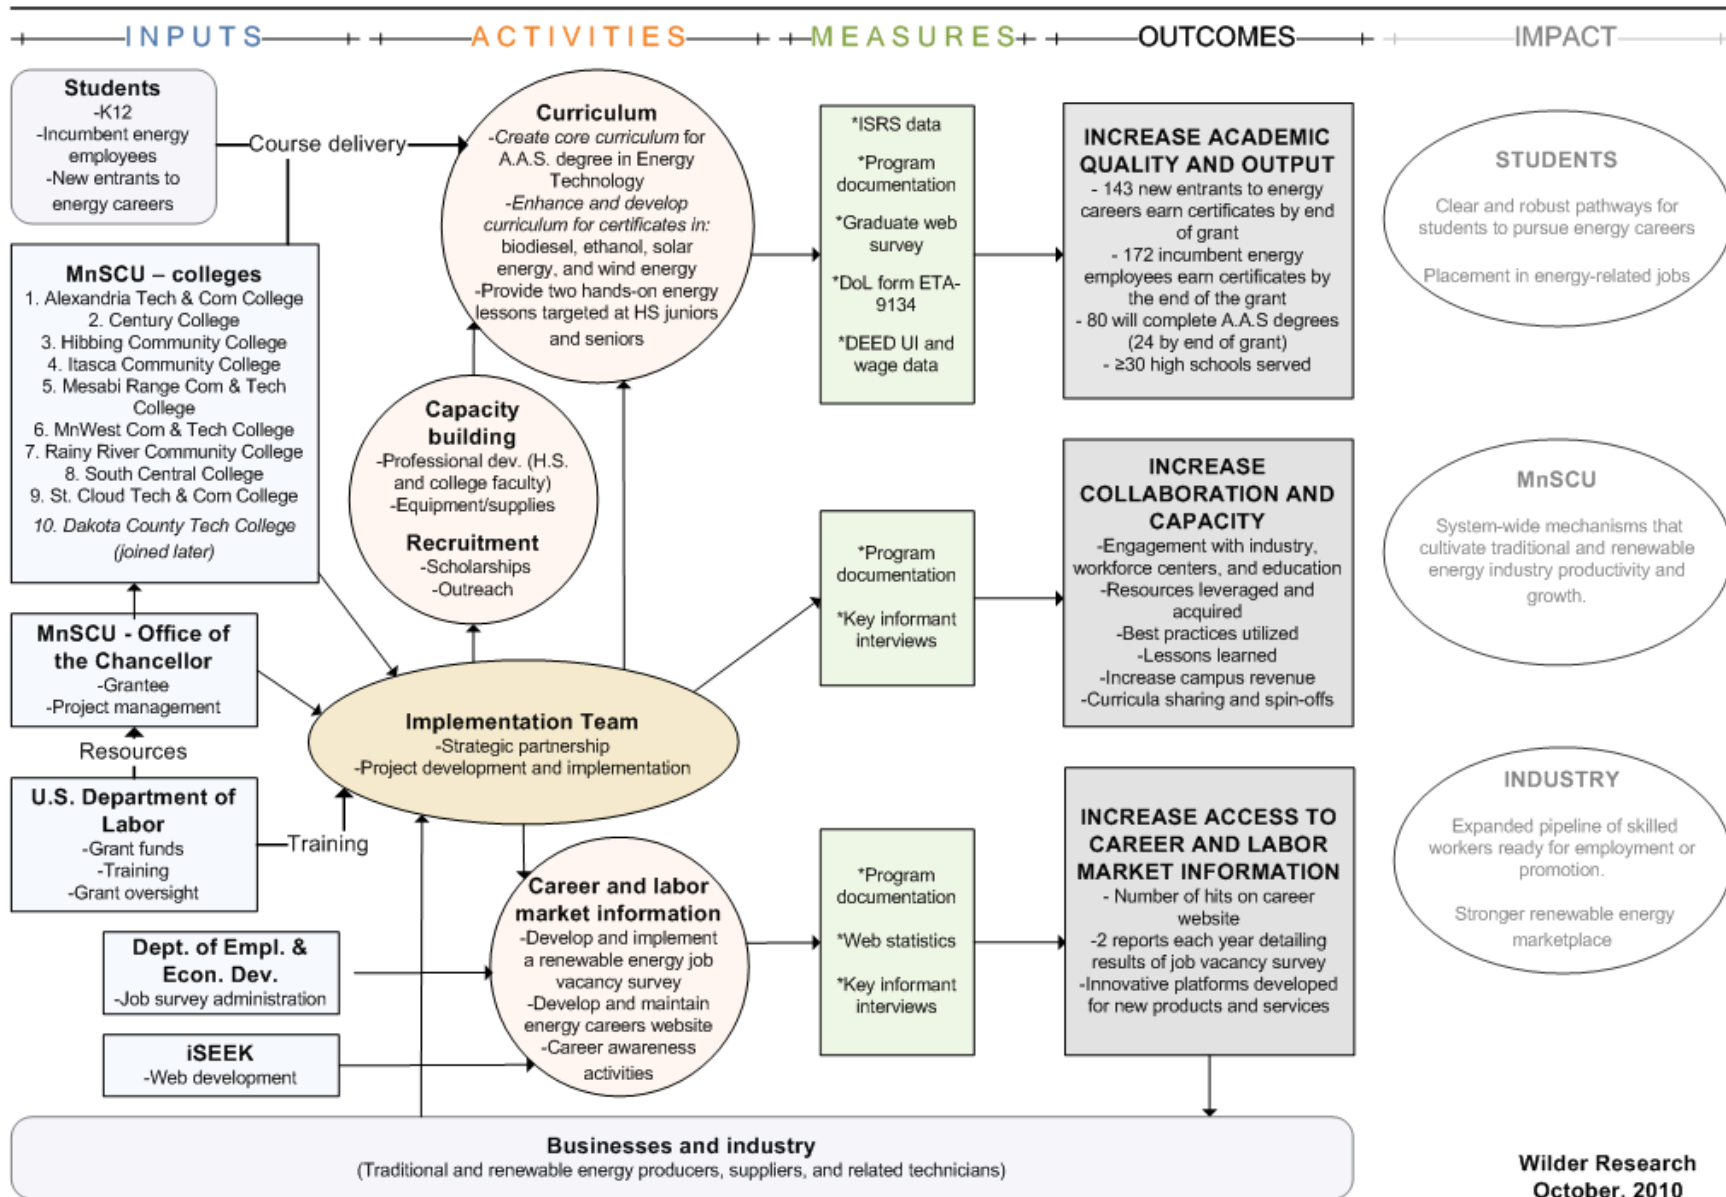 INPUTS
ACTIVITIES
MEASURES
OUTCOMES
IMPACT
Students
-K12
-Incumbent energy
employees
-New entrants to
energy careers
Course delivery
MnSCU – colleges
1. Alexandria Tech & Com College
2. Century College
3. Hibbing Community College
4. Itasca Community College
5. Mesabi Range Com & Tech
College
6. MnWest Com & Tech College
7. Rainy River Community College
8. South Central College
9. St. Cloud Tech & Com College
10. Dakota County Tech College
(joined later)
MnSCU - Office of
the Chancellor
-Grantee
-Project management
Resources
U.S. Department of
Labor
-Grant funds
-Training
-Grant oversight
Training
Dept. of Empl. &
Econ. Dev.
-Job survey administration
iSEEK
-Web development
Curriculum
-Create core curriculum for
A.A.S. degree in Energy
Technology
-Enhance and develop
curriculum for certificates in:
biodiesel, ethanol, solar
energy, and wind energy
-Provide two hands-on energy
lessons targeted at HS juniors
and seniors
Capacity
building
-Professional dev. (H.S.
and college faculty)
-Equipment/supplies
Recruitment
-Scholarships
-Outreach
Implementation Team
-Strategic partnership
-Project development and implementation
Career and labor
market information
-Develop and implement
a renewable energy job
vacancy survey
-Develop and maintain
energy careers website
-Career awareness
activities
*ISRS data
*Program
documentation
*Graduate web
survey
*DoL form ETA-
9134
*DEED UI and
wage data
*Program
documentation
*Key informant
interviews
*Program
documentation
*Web statistics
*Key informant
interviews
INCREASE ACADEMIC
QUALITY AND OUTPUT
- 143 new entrants to energy
careers earn certificates by end
of grant
- 172 incumbent energy
employees earn certificates by
the end of the grant
- 80 will complete A.A.S degrees
(24 by end of grant)
- ≥30 high schools served
INCREASE
COLLABORATION AND
CAPACITY
-Engagement with industry,
workforce centers, and education
-Resources leveraged and
acquired
-Best practices utilized
-Lessons learned
-Increase campus revenue
-Curricula sharing and spin-offs
INCREASE ACCESS TO
CAREER AND LABOR
MARKET INFORMATION
- Number of hits on career
website
-2 reports each year detailing
results of job vacancy survey
-Innovative platforms developed
for new products and services
STUDENTS
Clear and robust pathways for
students to pursue energy careers
Placement in energy-related jobs
MnSCU
System-wide mechanisms that
cultivate traditional and renewable
energy industry productivity and
growth.
INDUSTRY
Expanded pipeline of skilled
workers ready for employment or
promotion.
Stronger renewable energy
marketplace
Businesses and industry
(Traditional and renewable energy producers, suppliers, and related technicians)
Wilder Research
October, 2010